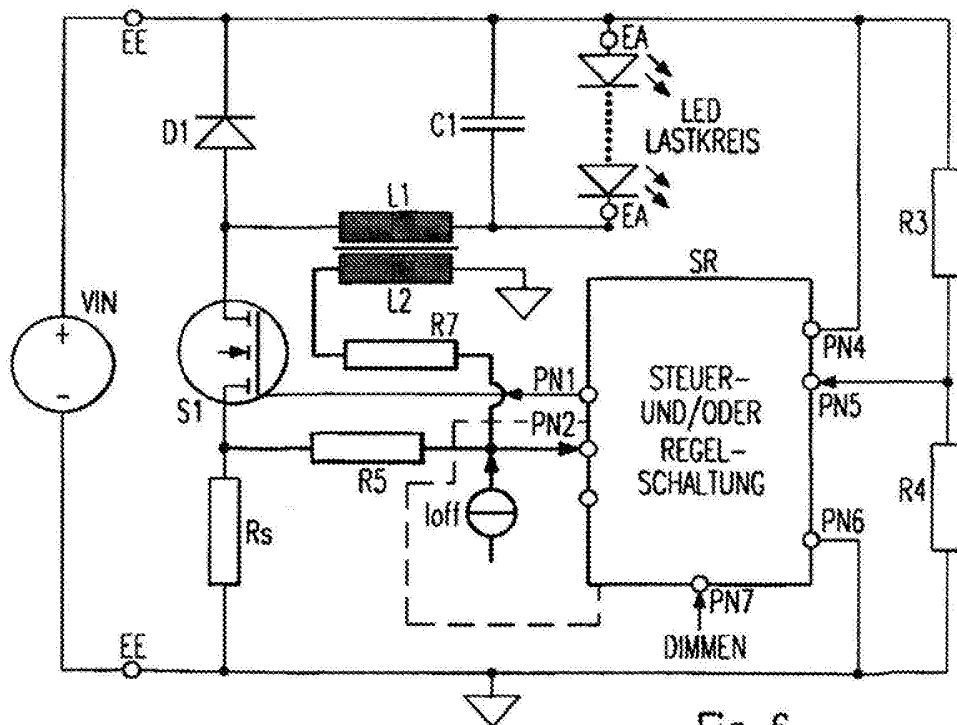 EE
EA
D1
C1
LED
LASTKREIS
L1
EA
R3
L2
SR
VIN
R7
PN4
PN1
STEUER-
UND/ODER
REGEL-
SCHALTUNG
PN5
S1
PN2
R5
Ioff
R4
Rs
PN6
PN7
EE
DIMMEN